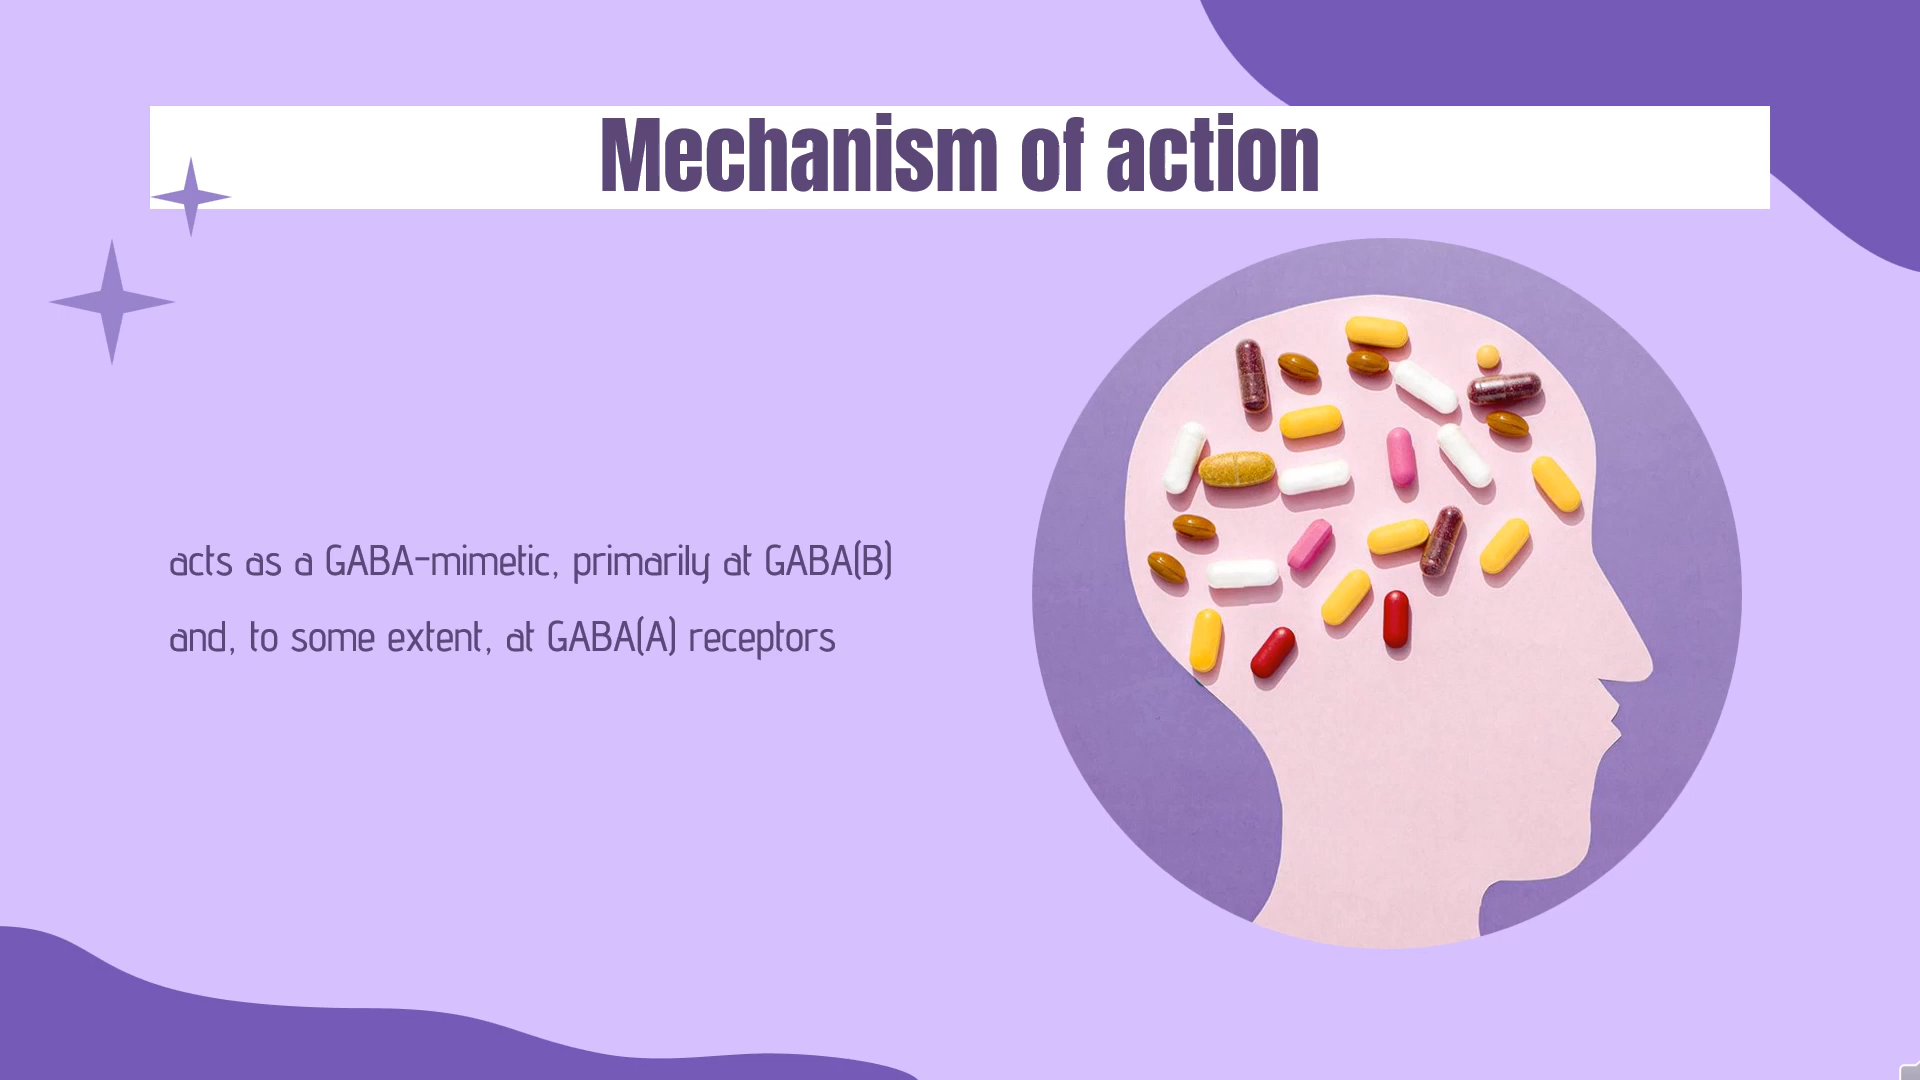 Mechanism of action
acts as a GABA-mimetic, primarily at GABA(B)
and, to some extent, at GABA(A) receptors